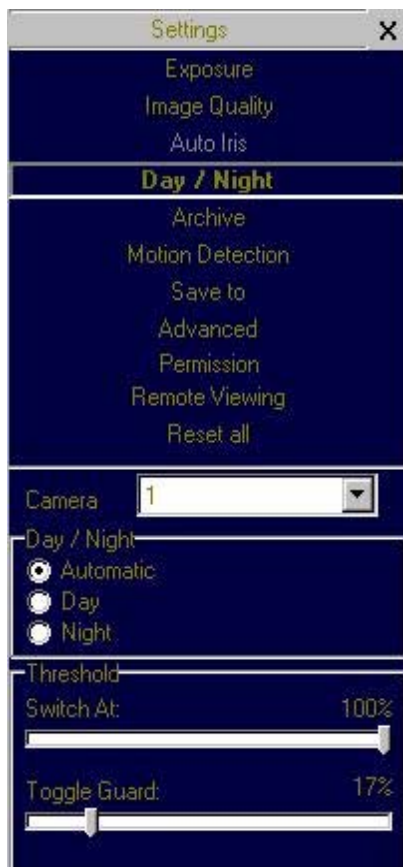 Settings X
Exposure
Image Quality
Auto Iris
Day / Night
Archive
Motion Detection
Save to
Advanced
Permission
Remote Viewing
Reset all
Camera 1
Day / Night
Automatic
Day
Night
Threshold
Switch At: 100%
Toggle Guard: 17%